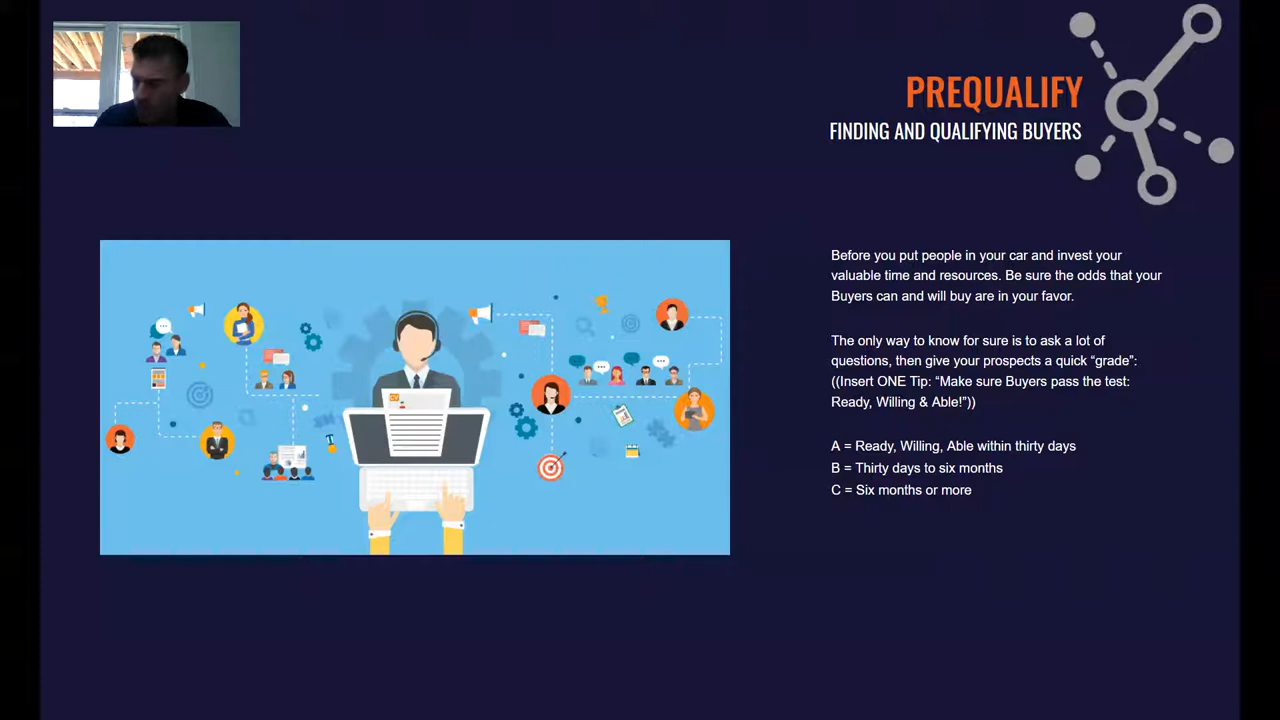 PREQUALIFY
FINDING AND QUALIFYING BUYERS
Before you put people in your car and invest your
valuable time and resources. Be sure the odds that your
Buyers can and will buy are in your favor.
The only way to know for sure is to ask a lot of
questions, then give your prospects a quick “grade”:
((Insert ONE Tip: “Make sure Buyers pass the test:
Ready, Willing & Able!”))
A = Ready, Willing, Able within thirty days
B = Thirty days to six months
C = Six months or more
CV